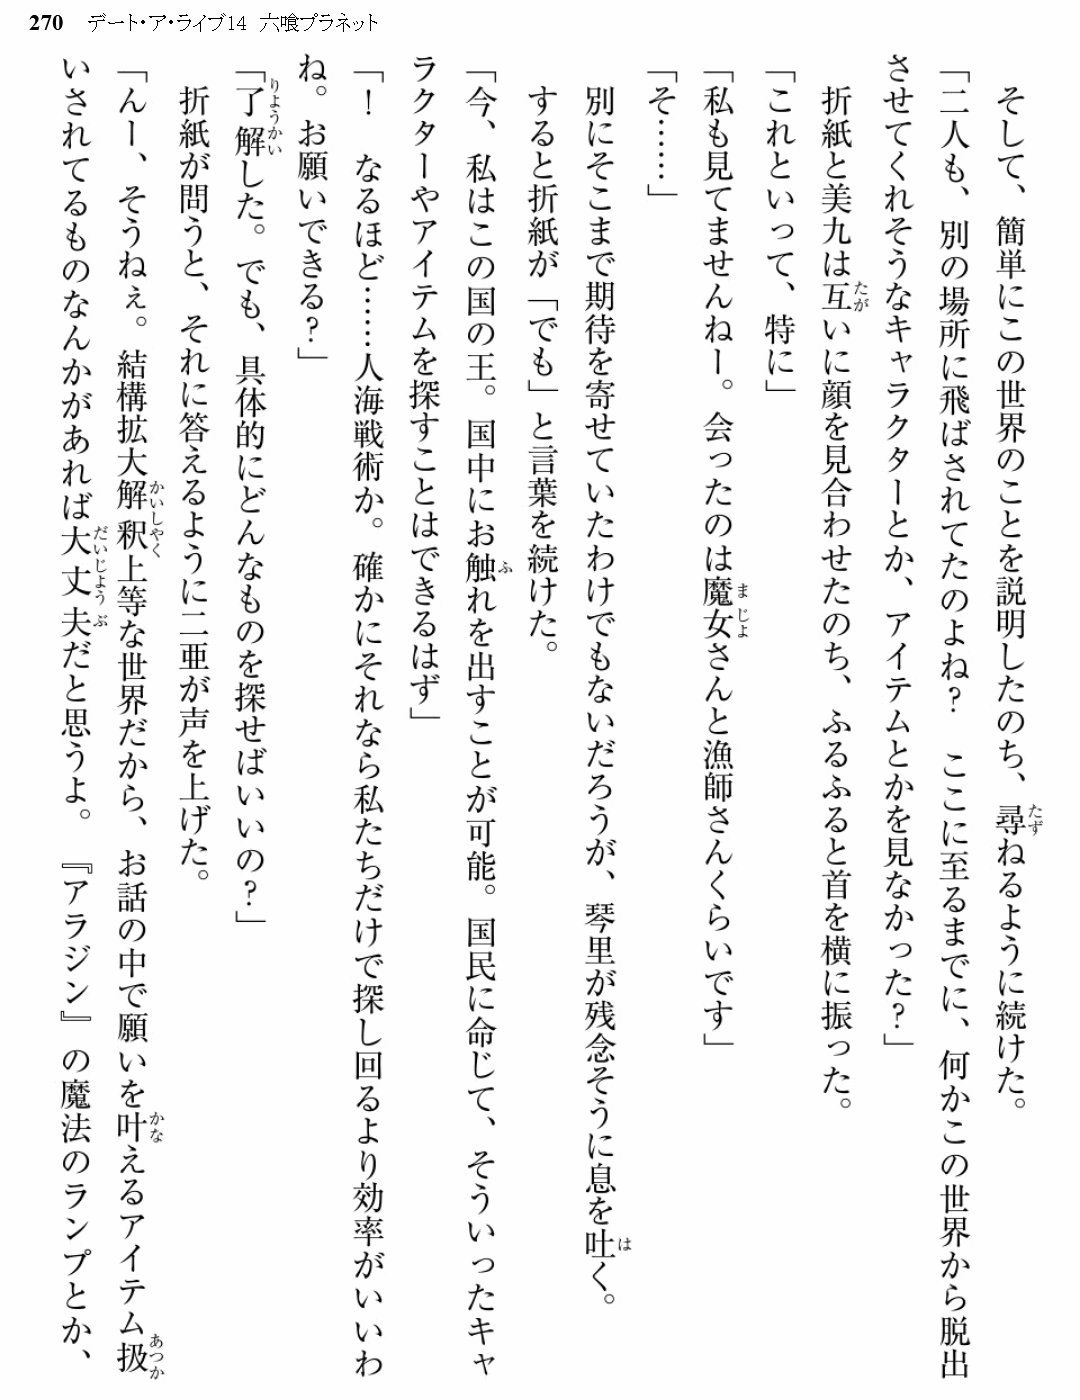 270 デート・ア・ライブ14 六喰プラネット
　そして、簡単にこの世界のことを説明したのち、尋ねるように続けた。
「二人も、別の場所に飛ばされてたのよね？　ここに至るまでに、何かこの世界から脱出
させてくれそうなキャラクターとか、アイテムとかを見なかった？」
　折紙と美九は互いに顔を見合わせたのち、ふるふると首を横に振った。
「これといって、特に」
「私も見てませんねー。会ったのは魔女さんと漁師さんくらいです」
「そ……」
　別にそこまで期待を寄せていたわけでもないだろうが、琴里が残念そうに息を吐く。
　すると折紙が「でも」と言葉を続けた。
「今、私はこの国の王。国中にお触れを出すことが可能。国民に命じて、そういったキャ
ラクターやアイテムを探すことはできるはず」
「！　なるほど……人海戦術か。確かにそれなら私たちだけで探し回るより効率がいいわ
ね。お願いできる？」
「了解した。でも、具体的にどんなものを探せばいいの？」
　折紙が問うと、それに答えるように二亜が声を上げた。
「んー、そうねぇ。結構拡大解釈上等な世界だから、お話の中で願いを叶えるアイテム扱
いされてるものなんかがあれば大丈夫だと思うよ。『アラジン』の魔法のランプとか、